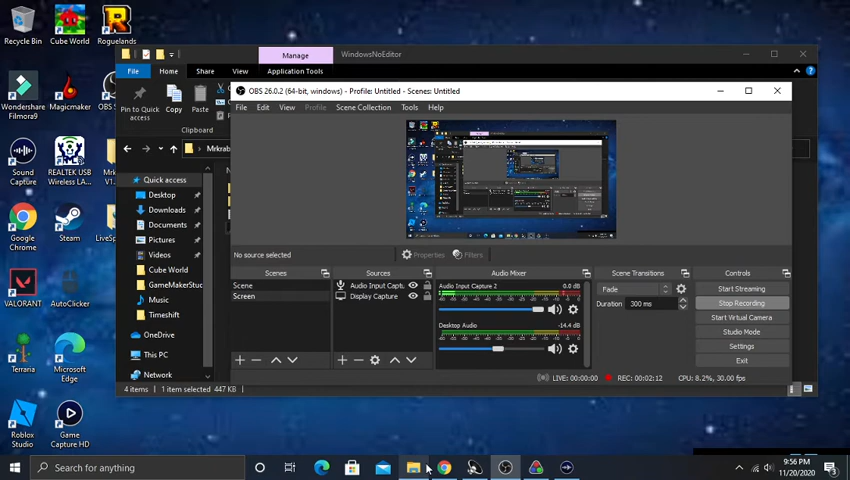 Recycle Bin
Cube World
Roguelands
Wondershare Filmora9
Magicmaker
Sound Capture
REALTEK USB Wireless LA...
Google Chrome
Steam
VALORANT
AutoClicker
Terraria
Microsoft Edge
Roblox Studio
Game Capture HD
Manage
WindowsNoEditor
File
Home
Share
View
Application Tools
Pin to Quick access
Copy
Paste
Clipboard
Quick access
Desktop
Downloads
Documents
Pictures
Videos
Cube World
GameMakerStudi
Music
Timeshift
OneDrive
This PC
Network
4 items
1 item selected 447 KB
OBS 26.0.2 (64-bit, windows) - Profile: Untitled - Scenes: Untitled
File Edit View Profile Scene Collection Tools Help
No source selected
Properties
Filters
Scenes
Scene
Screen
Sources
Audio Input Capt
Display Capture
Audio Mixer
Audio Input Capture 2
0.0 dB
Desktop Audio
-14.4 dB
Scene Transitions
Fade
Duration 300 ms
Controls
Start Streaming
Stop Recording
Start Virtual Camera
Studio Mode
Settings
Exit
LIVE: 00:00:00
REC: 00:02:12
CPU: 8.2%, 30.00 fps
Search for anything
9:56 PM
11/20/2020